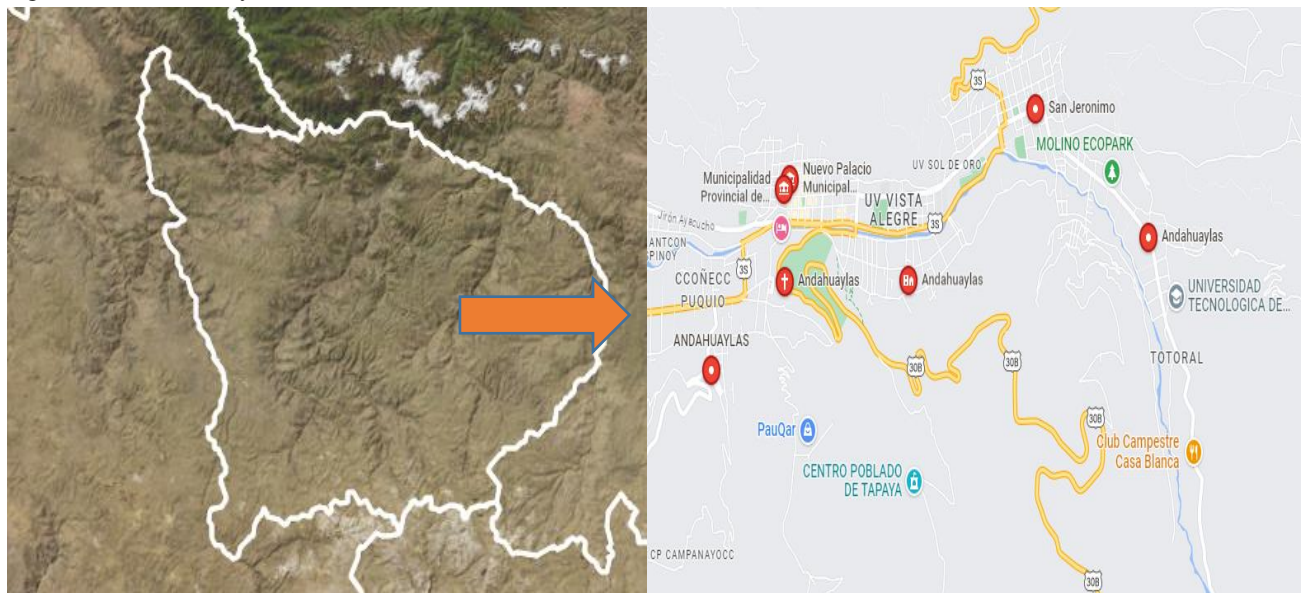 3S
San Jeronimo
MOLINO ECOPARK
UV SOL DE ORO
Nuevo Palacio
Municipal...
Municipalidad
Provincial de...
UV VISTA
ALEGRE
Jirón Ayacucho
3S
ANTCON
SPINOY
Andahuaylas
CCOÑECC
PUQUIO
3S
Andahuaylas
Andahuaylas
UNIVERSIDAD
TECNOLOGICA DE...
ANDAHUAYLAS
TOTORAL
30B
30B
30B
PauQar
Club Campestre
Casa Blanca
CENTRO POBLADO
DE TAPAYA
CP CAMPANAYOCC
30B